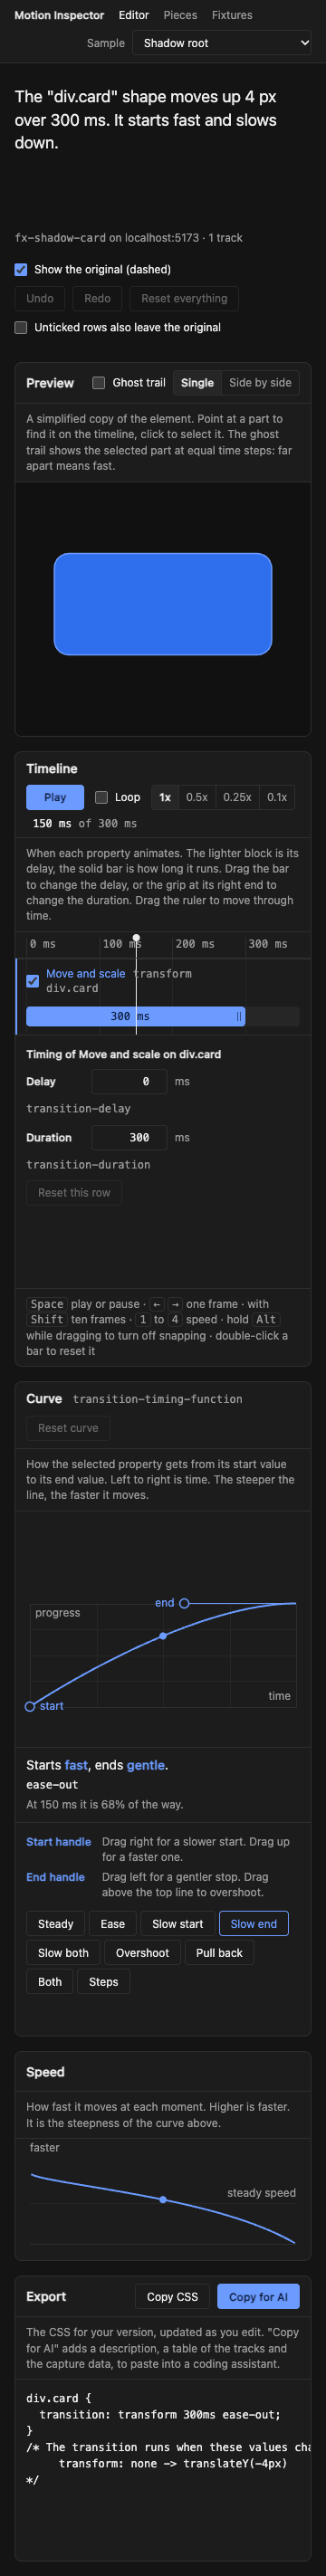 Motion Inspector Editor Pieces Fixtures
Sample Shadow root
The "div.card" shape moves up 4 px
over 300 ms. It starts fast and slows
down.
fx-shadow-card on localhost:5173 · 1 track
Show the original (dashed)
Undo Redo Reset everything
Unticked rows also leave the original
Preview Ghost trail Single Side by side
A simplified copy of the element. Point at a part to
find it on the timeline, click to select it. The ghost
trail shows the selected part at equal time steps: far
apart means fast.
Timeline
Play Loop 1x 0.5x 0.25x 0.1x
150 ms of 300 ms
When each property animates. The lighter block is its
delay, the solid bar is how long it runs. Drag the bar
to change the delay, or the grip at its right end to
change the duration. Drag the ruler to move through
time.
0 ms 100 ms 200 ms 300 ms
Move and scale transform
div.card
300 ms
Timing of Move and scale on div.card
Delay 0 ms
transition-delay
Duration 300 ms
transition-duration
Reset this row
Space play or pause · ← → one frame · with
Shift ten frames · 1 to 4 speed · hold Alt
while dragging to turn off snapping · double-click a
bar to reset it
Curve transition-timing-function
Reset curve
How the selected property gets from its start value
to its end value. Left to right is time. The steeper the
line, the faster it moves.
end
progress
time
start
Starts fast, ends gentle.
ease-out
At 150 ms it is 68% of the way.
Start handle Drag right for a slower start. Drag up
for a faster one.
End handle Drag left for a gentler stop. Drag
above the top line to overshoot.
Steady Ease Slow start Slow end
Slow both Overshoot Pull back
Both Steps
Speed
How fast it moves at each moment. Higher is faster.
It is the steepness of the curve above.
faster
steady speed
Export Copy CSS Copy for AI
The CSS for your version, updated as you edit. "Copy
for AI" adds a description, a table of the tracks and
the capture data, to paste into a coding assistant.
div.card {
transition: transform 300ms ease-out;
}
/* The transition runs when these values cha
transform: none -> translateY(-4px)
*/